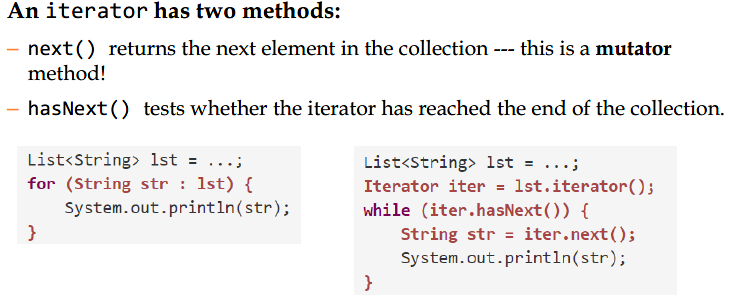 An iterator has two methods:
– next() returns the next element in the collection --- this is a mutator
method!
– hasNext() tests whether the iterator has reached the end of the collection.
List<String> lst = ...;
for (String str : lst) {
    System.out.println(str);
}
List<String> lst = ...;
Iterator iter = lst.iterator();
while (iter.hasNext()) {
    String str = iter.next();
    System.out.println(str);
}